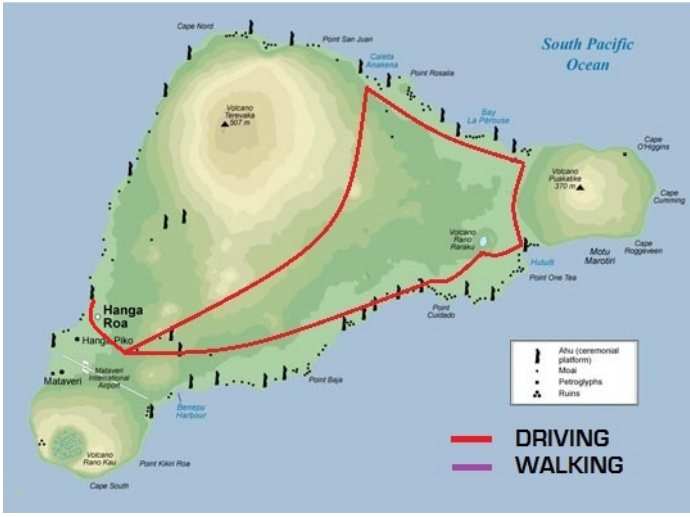 Cape Nord
Point San Juan
South Pacific
Ocean
Caleta
Anakena
Point Rosalia
Volcano
Terevaka
507 m
Bay
La Pérouse
Cape
O'Higgins
Volcano
Puakatike
370 m
Cape
Cumming
Volcano
Rano
Raraku
Cape
Roggeveen
Motu
Marotiri
Hutuiti
Point One Tea
Point
Cuidado
Hanga
Roa
Hanga Piko
Mataveri
International
Airport
Mataveri
Point Baja
Benepu
Harbour
Volcano
Rano Kau
Point Kikiri Roa
Cape South
Ahu (ceremonial
platform)
Moai
Petroglyphs
Ruins
DRIVING
WALKING